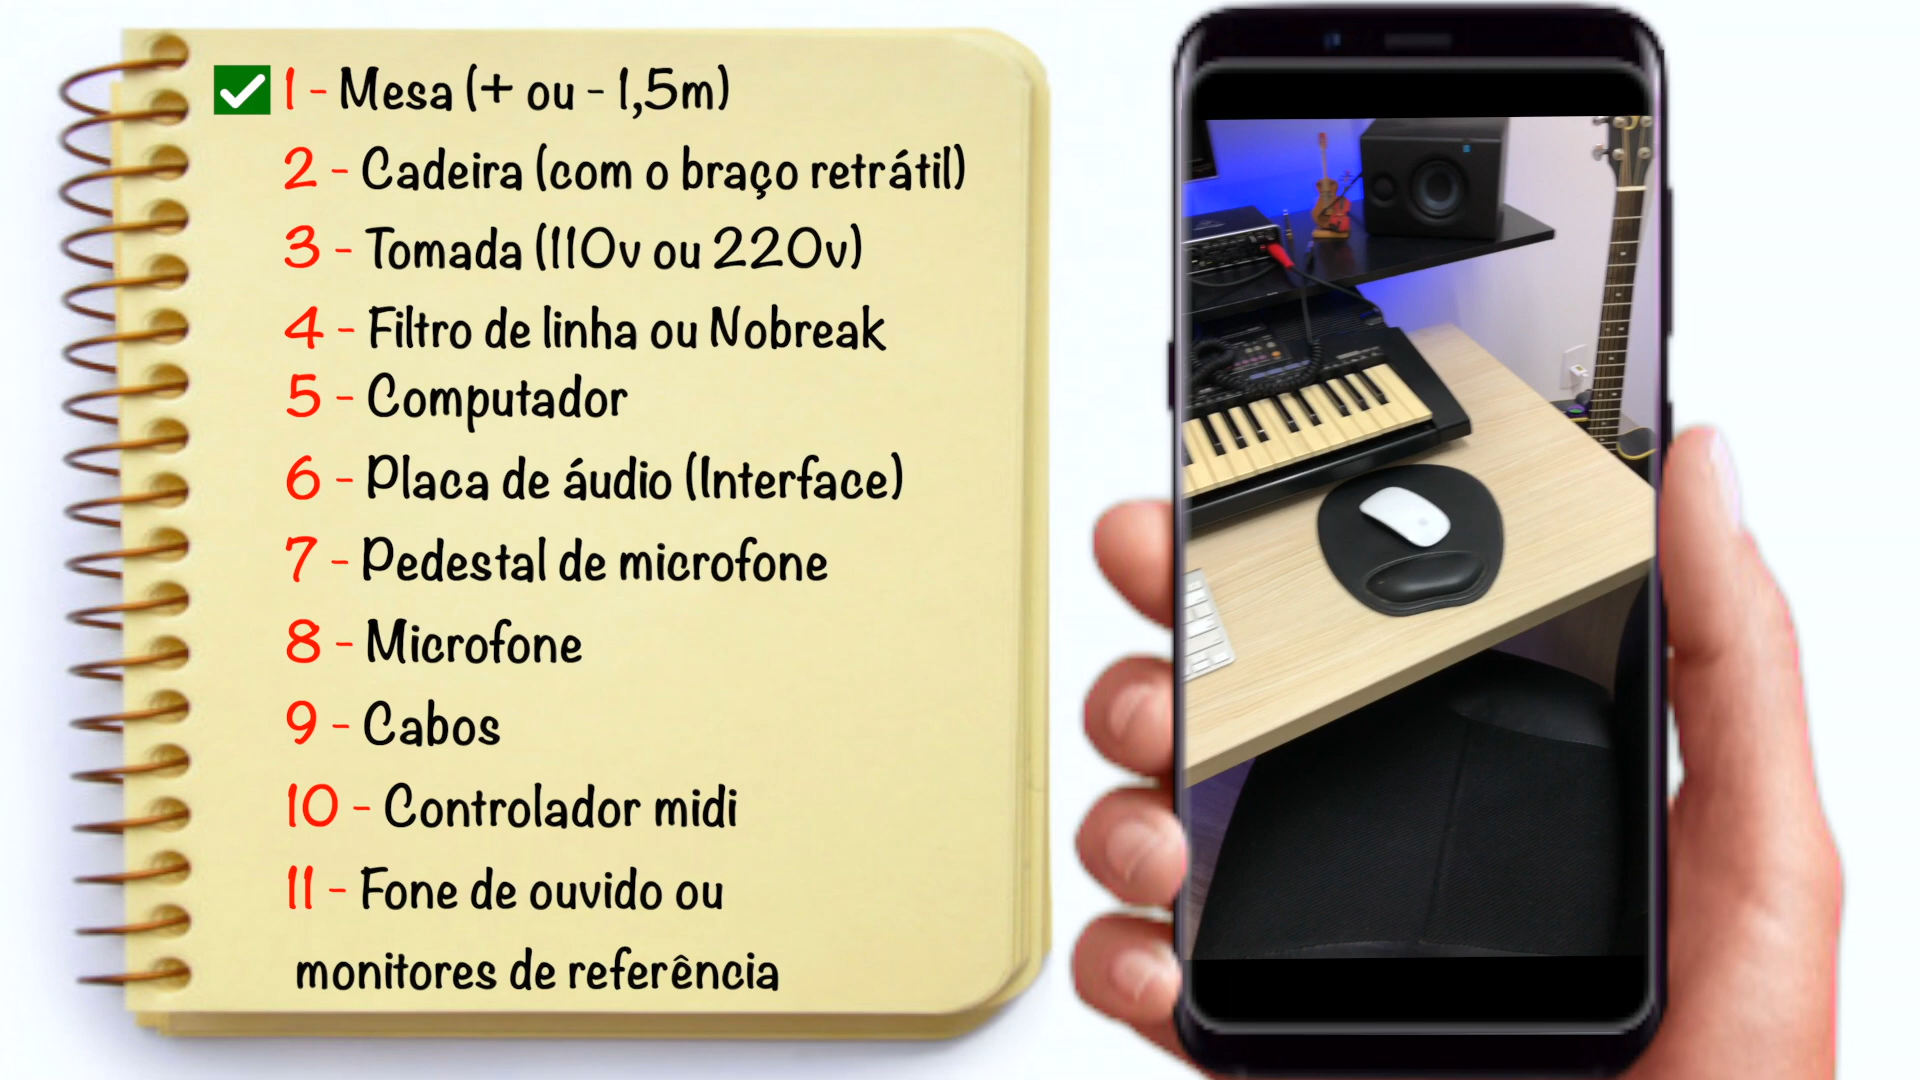 1 - Mesa (+ ou - 1,5m)
2 - Cadeira (com o braço retrátil)
3 - Tomada (110v ou 220v)
4 - Filtro de linha ou Nobreak
5 - Computador
6 - Placa de áudio (Interface)
7 - Pedestal de microfone
8 - Microfone
9 - Cabos
10 - Controlador midi
11 - Fone de ouvido ou
monitores de referência